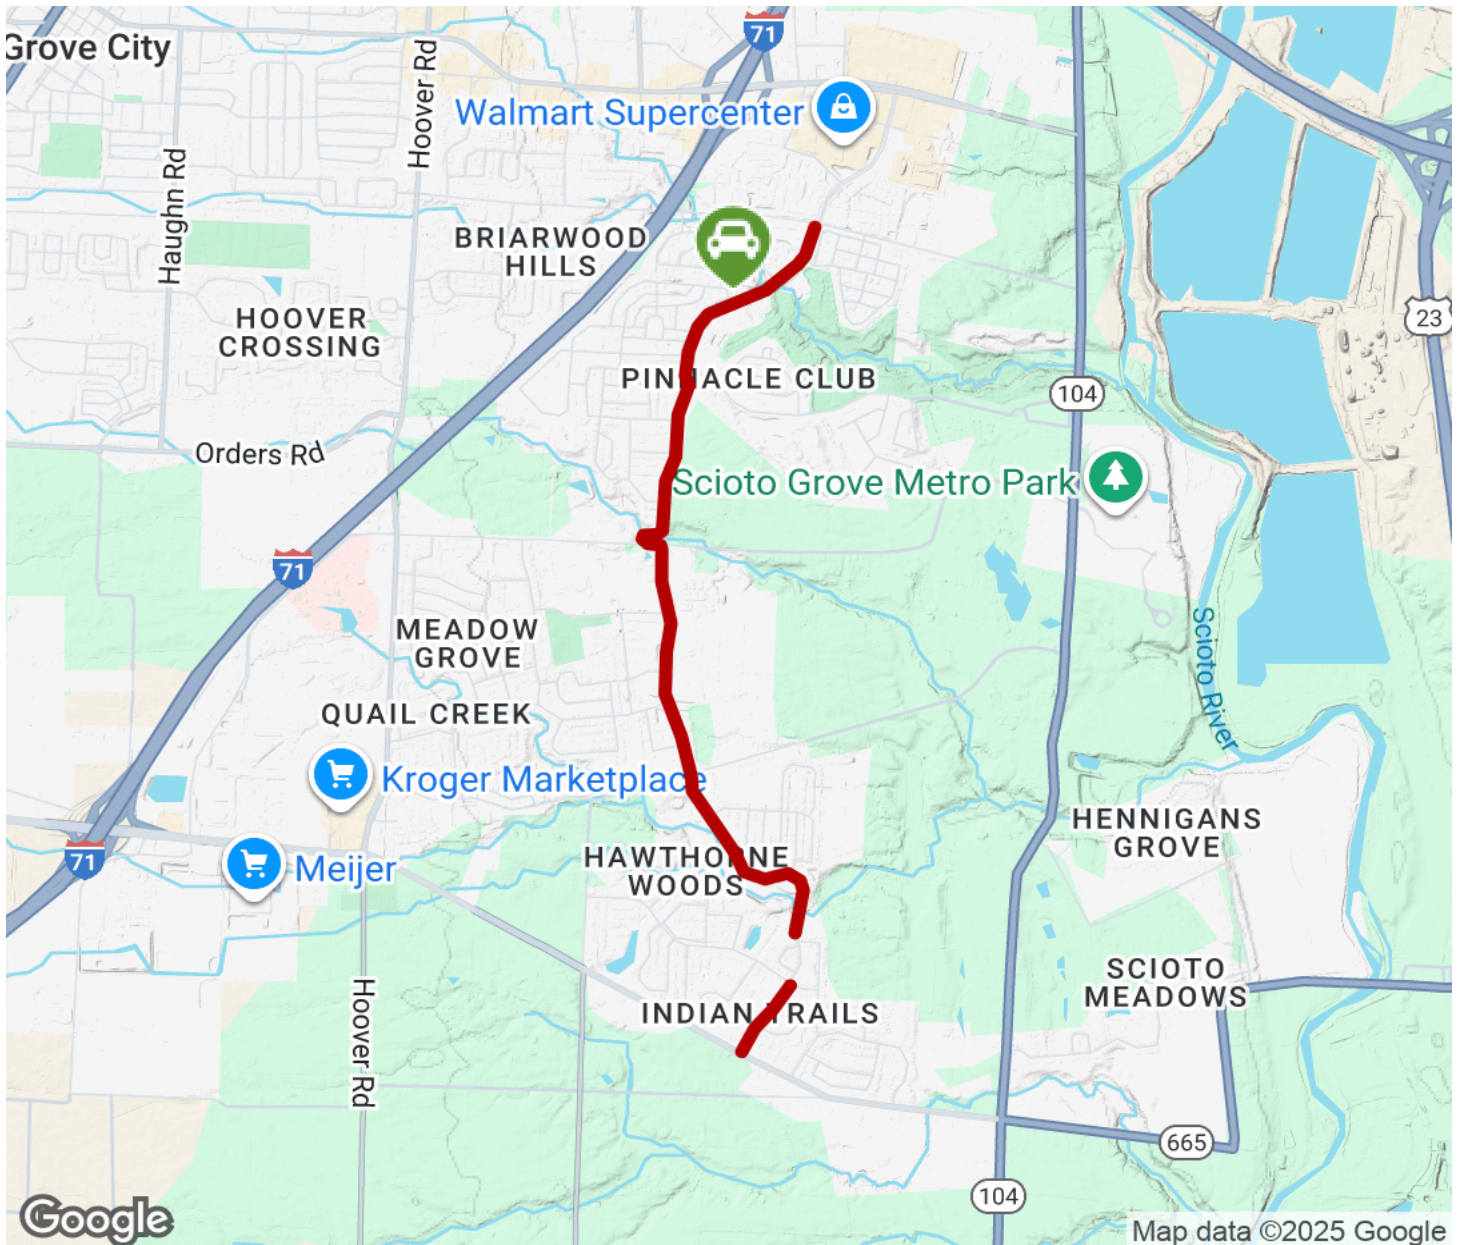 Grove City
71
Hoover Rd
Walmart Supercenter
Haughn Rd
BRIARWOOD
HILLS
HOOVER
CROSSING
23
PINNACLE CLUB
104
Orders Rd
Scioto Grove Metro Park
71
MEADOW
GROVE
Scioto River
QUAIL CREEK
Kroger Marketplace
HENNIGANS
GROVE
71
Meijer
HAWTHORNE
WOODS
SCIOTO
MEADOWS
INDIAN TRAILS
Hoover Rd
665
104
Google
Map data ©2025 Google